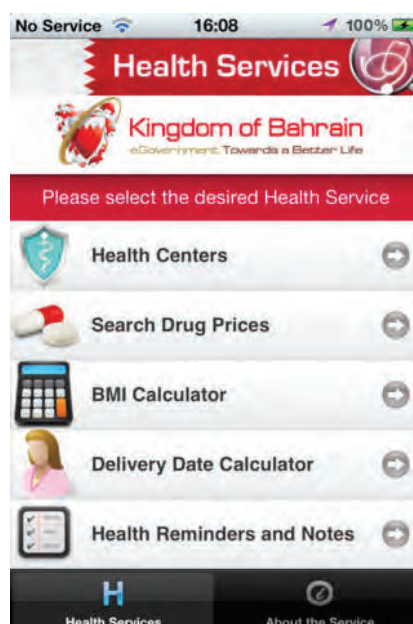 No Service 16:08 100%
Health Services
Kingdom of Bahrain
eGovernment Towards a Better Life
Please select the desired Health Service
Health Centers
Search Drug Prices
BMI Calculator
Delivery Date Calculator
Health Reminders and Notes
H
Health Services About the Service